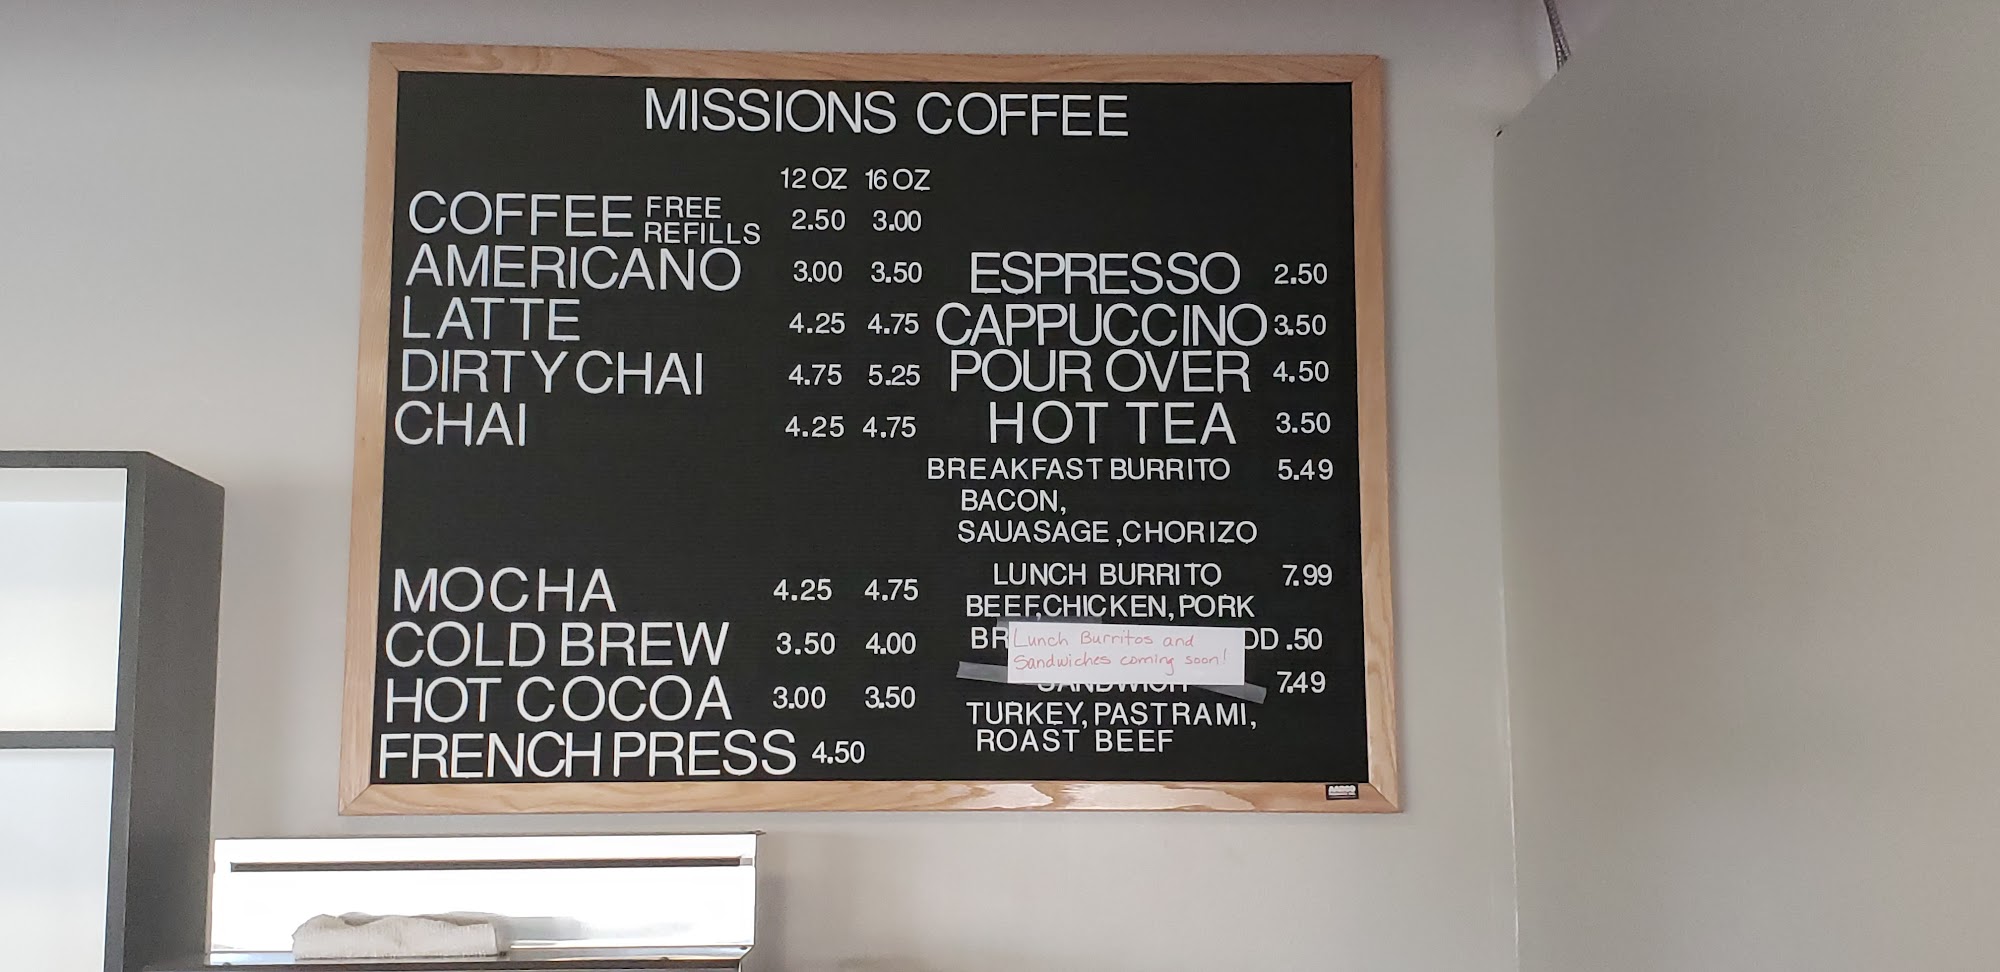 MISSIONS COFFEE
12 OZ 16 OZ
COFFEE FREE REFILLS 2.50 3.00
AMERICANO 3.00 3.50
LATTE 4.25 4.75
DIRTY CHAI 4.75 5.25
CHAI 4.25 4.75
MOCHA 4.25 4.75
COLD BREW 3.50 4.00
HOT COCOA 3.00 3.50
FRENCH PRESS 4.50
ESPRESSO 2.50
CAPPUCCINO 3.50
POUR OVER 4.50
HOT TEA 3.50
BREAKFAST BURRITO 5.49
BACON,
SAUASAGE ,CHORIZO
LUNCH BURRITO 7.99
BEEF,CHICKEN,PORK
.50
Lunch Burritos and
Sandwiches coming soon!
SANDWICH 7.49
TURKEY, PASTRAMI,
ROAST BEEF